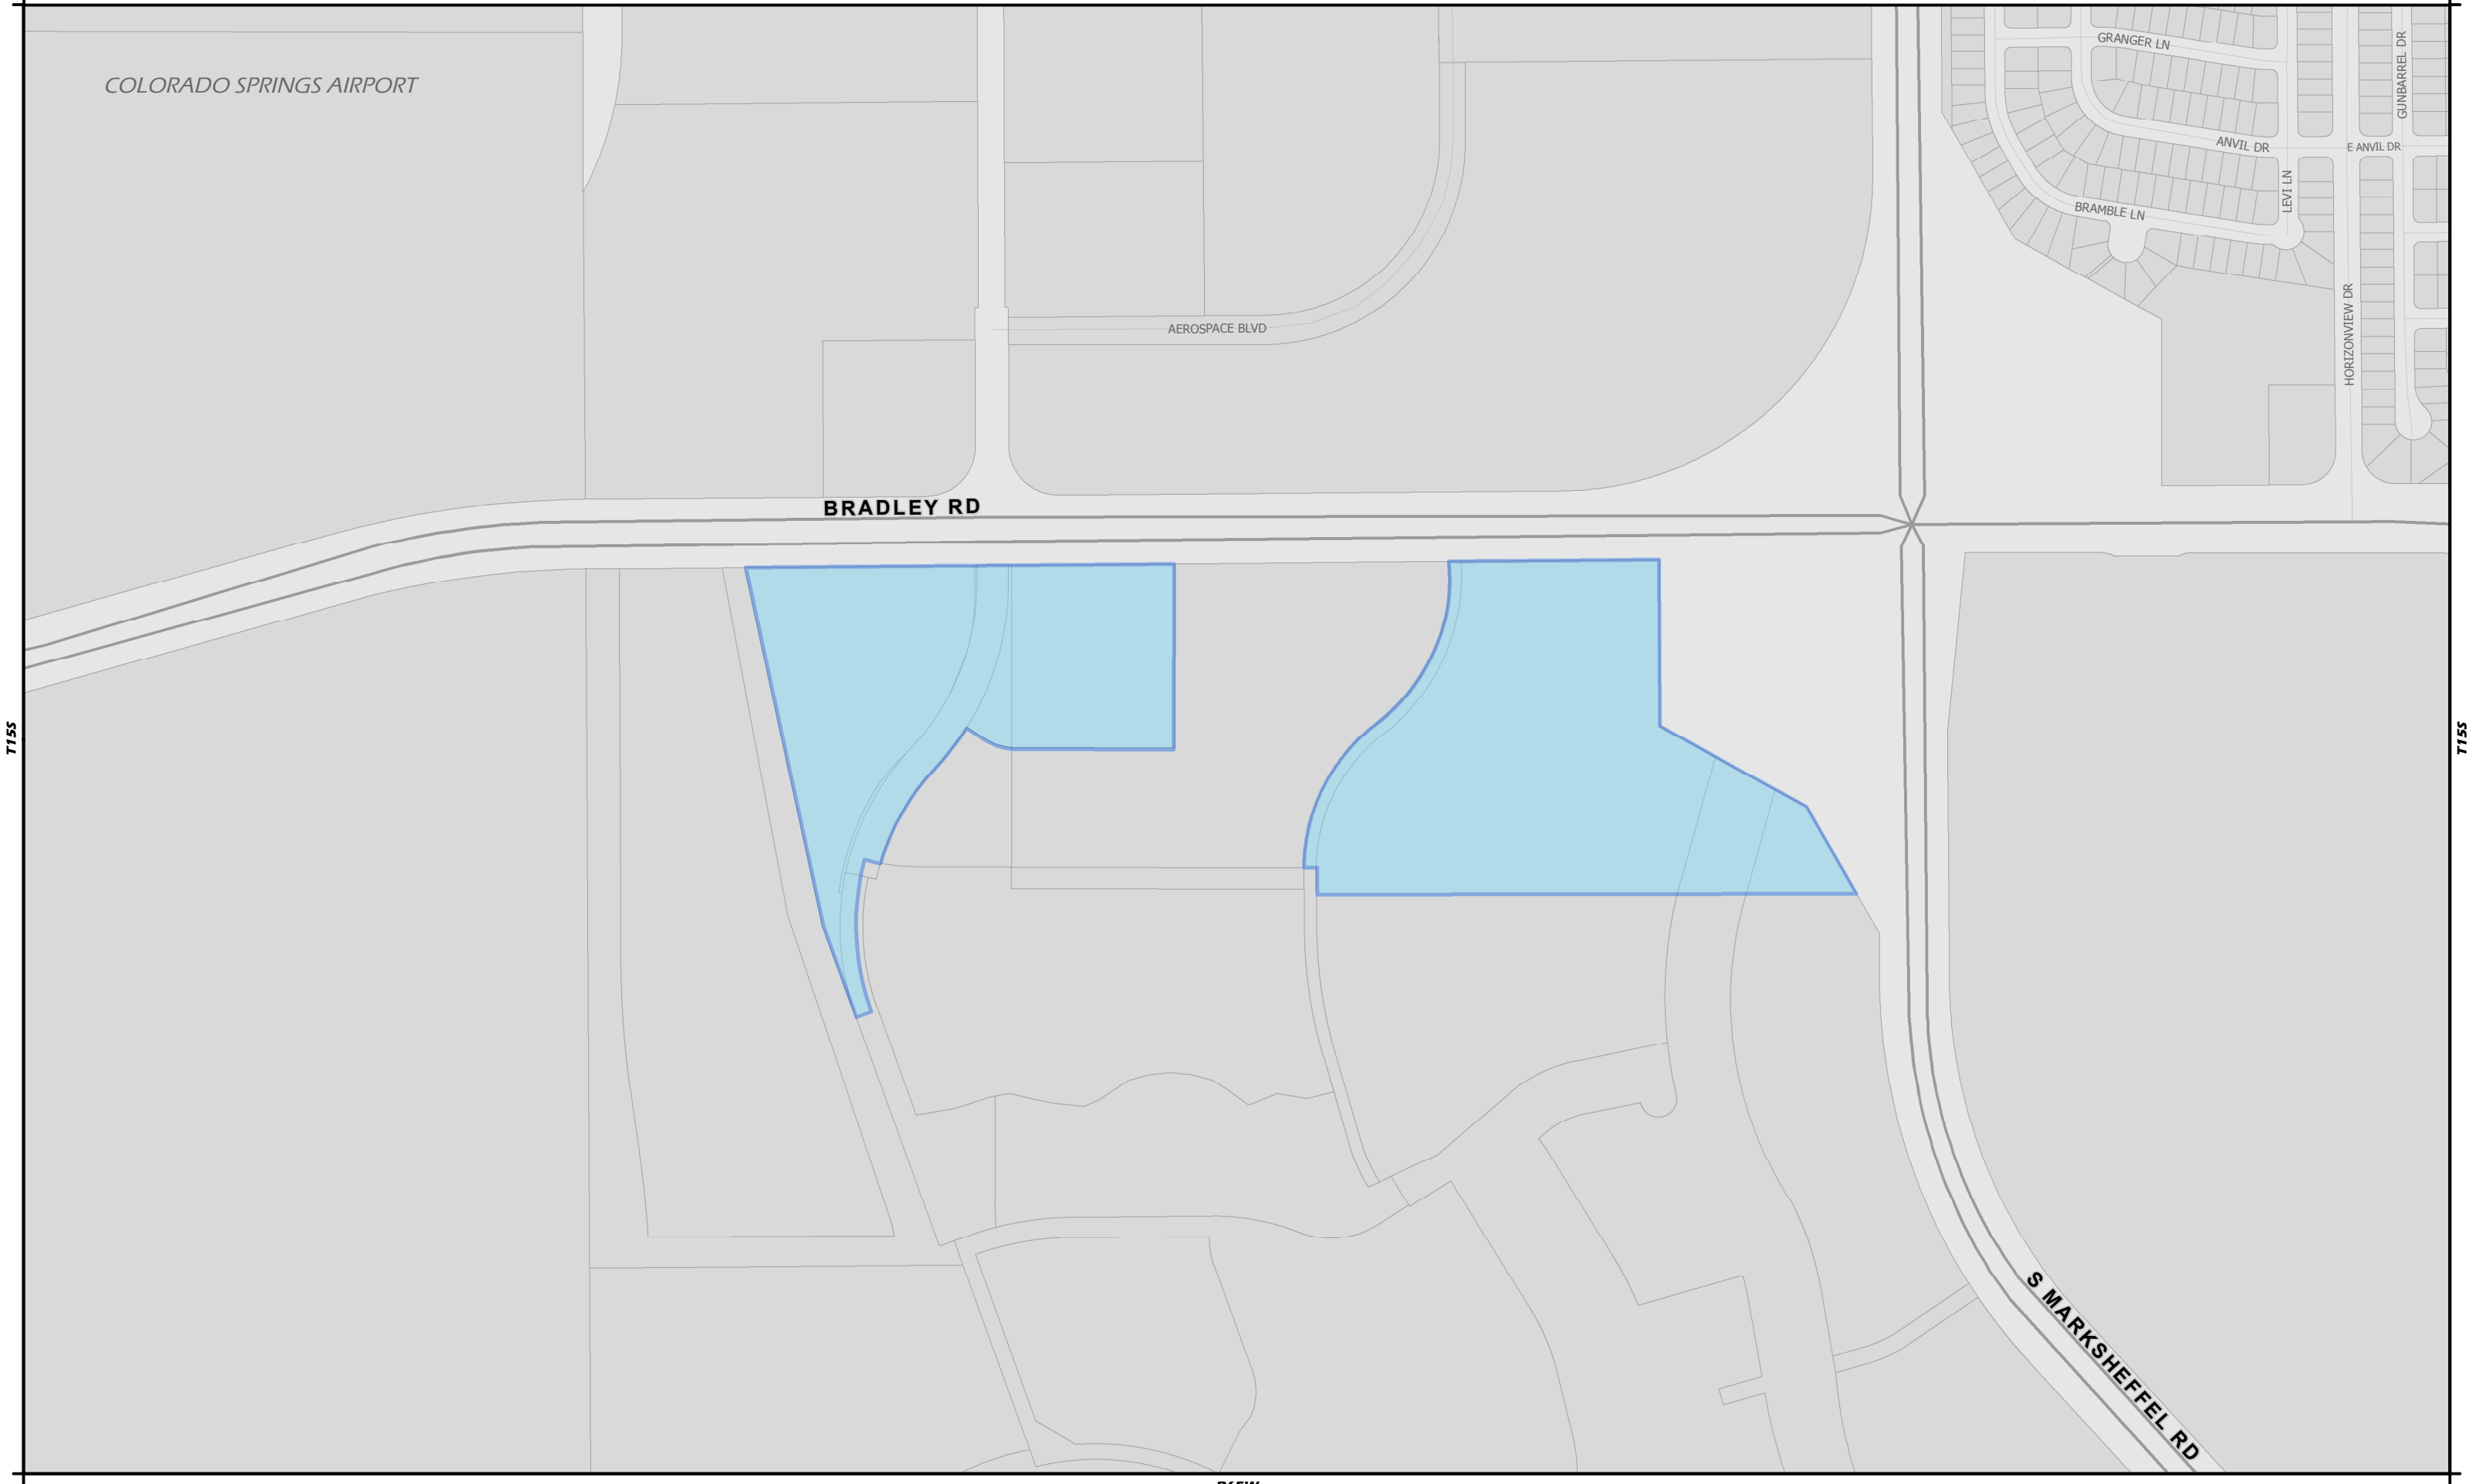 COLORADO SPRINGS AIRPORT
GRANGER LN
GUNBARREL DR
ANVIL DR
E ANVIL DR
LEVI LN
BRAMBLE LN
HORIZONVIEW DR
AEROSPACE BLVD
BRADLEY RD
T15S
T15S
S MARKSHEFFEL RD